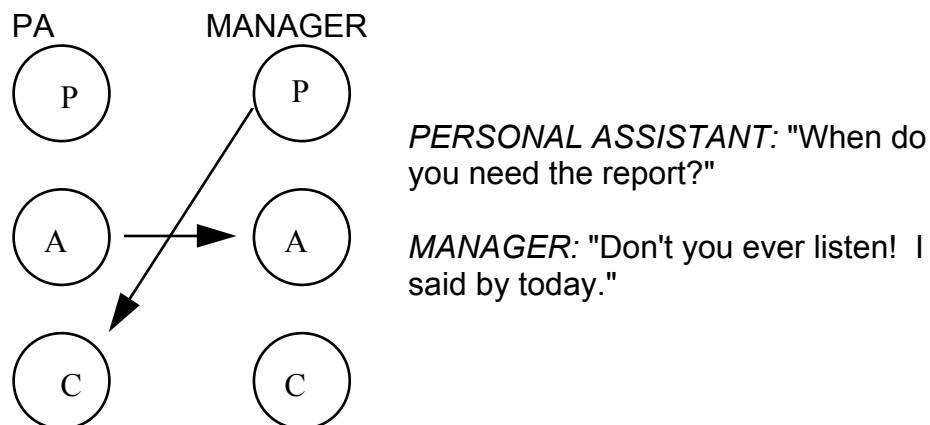 PA MANAGER
P P
PERSONAL ASSISTANT: "When do
you need the report?"
A A
MANAGER: "Don't you ever listen!  I
said by today."
C C